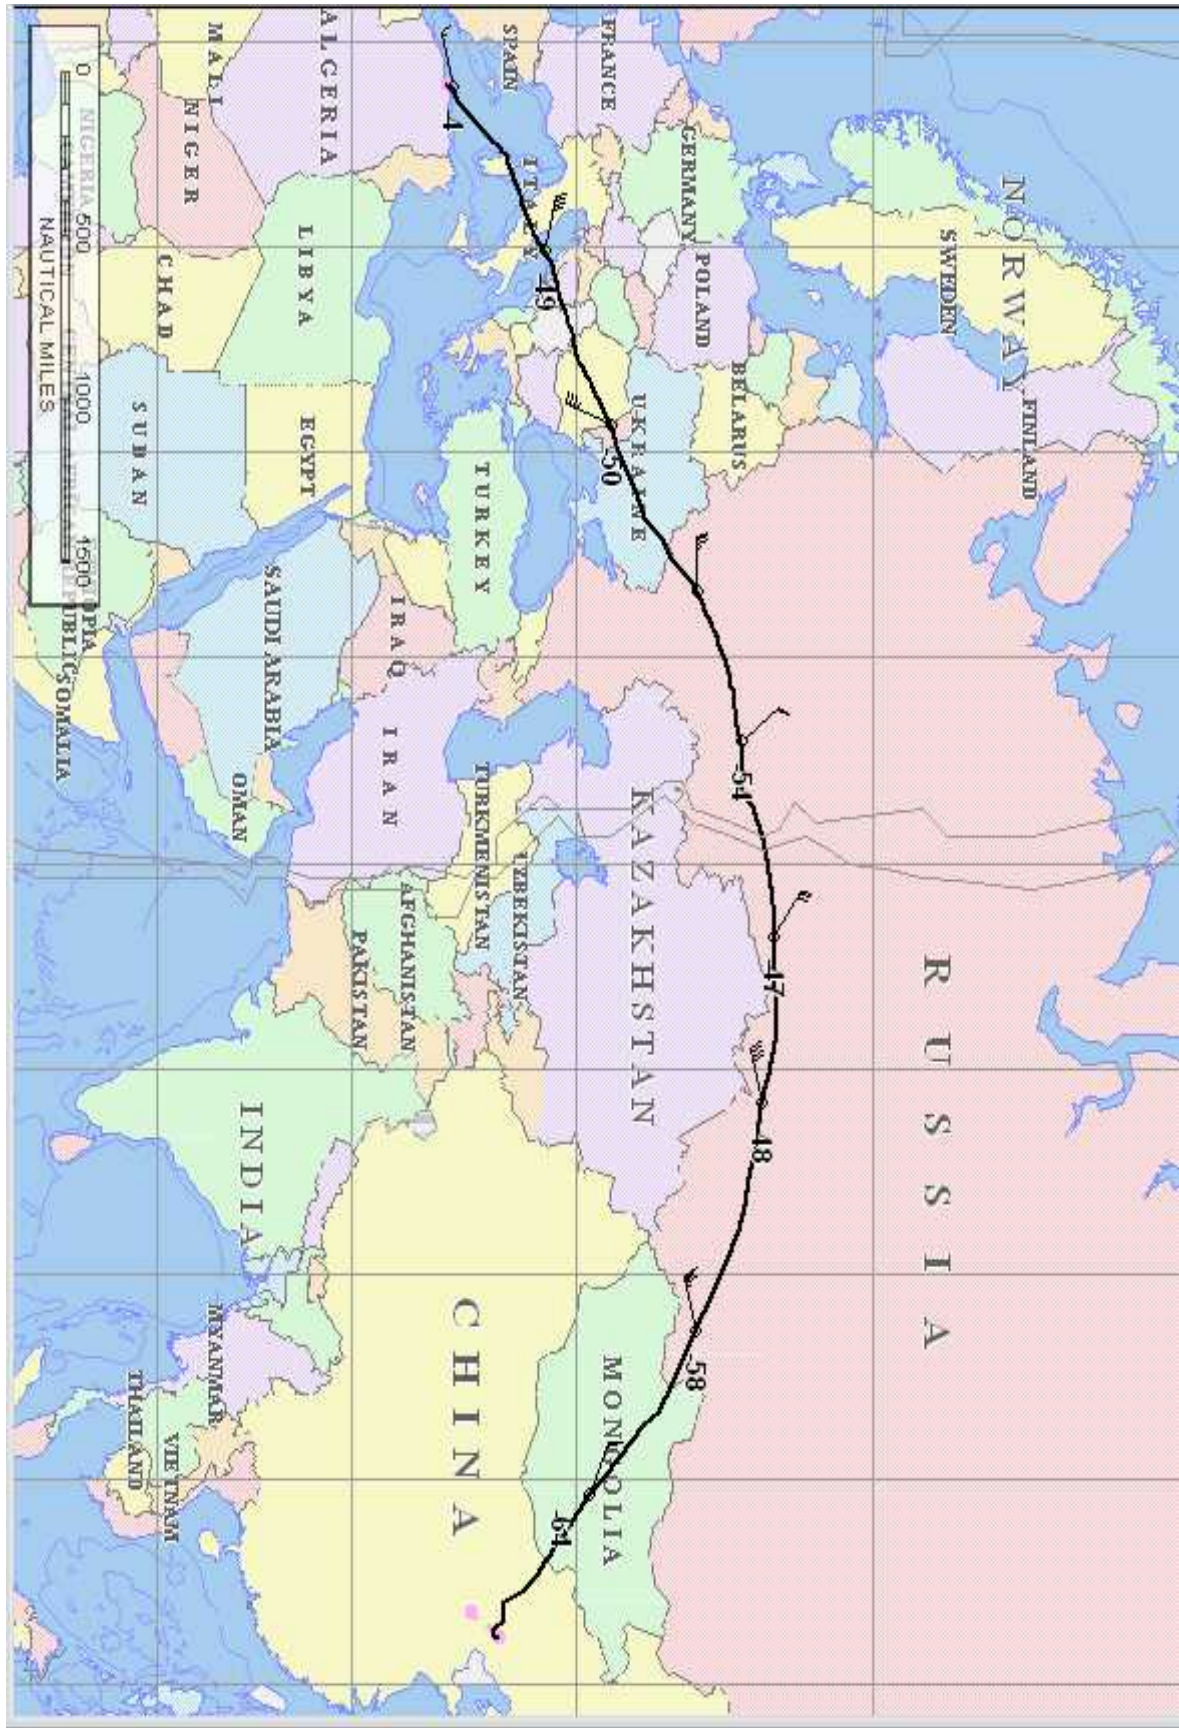 NORWAY
SWEDEN
FINLAND
RUSSIA
FRANCE
SPAIN
GERMANY
POLAND
BELARUS
UKRAINE
KAZAKHSTAN
MONGOLIA
TURKEY
TURKMENISTAN
UZBEKISTAN
AFGHANISTAN
PAKISTAN
CHINA
ALGERIA
MALI
NIGER
LIBYA
CHAD
EGYPT
SUDAN
NIGERIA
SAUDI ARABIA
IRAQ
IRAN
OMAN
SOMALIA
INDIA
MYANMAR
THAILAND
VIETNAM
4
-49
-50
-54
-47
-48
-58
-64
0
500
1000
1500
NAUTICAL MILES